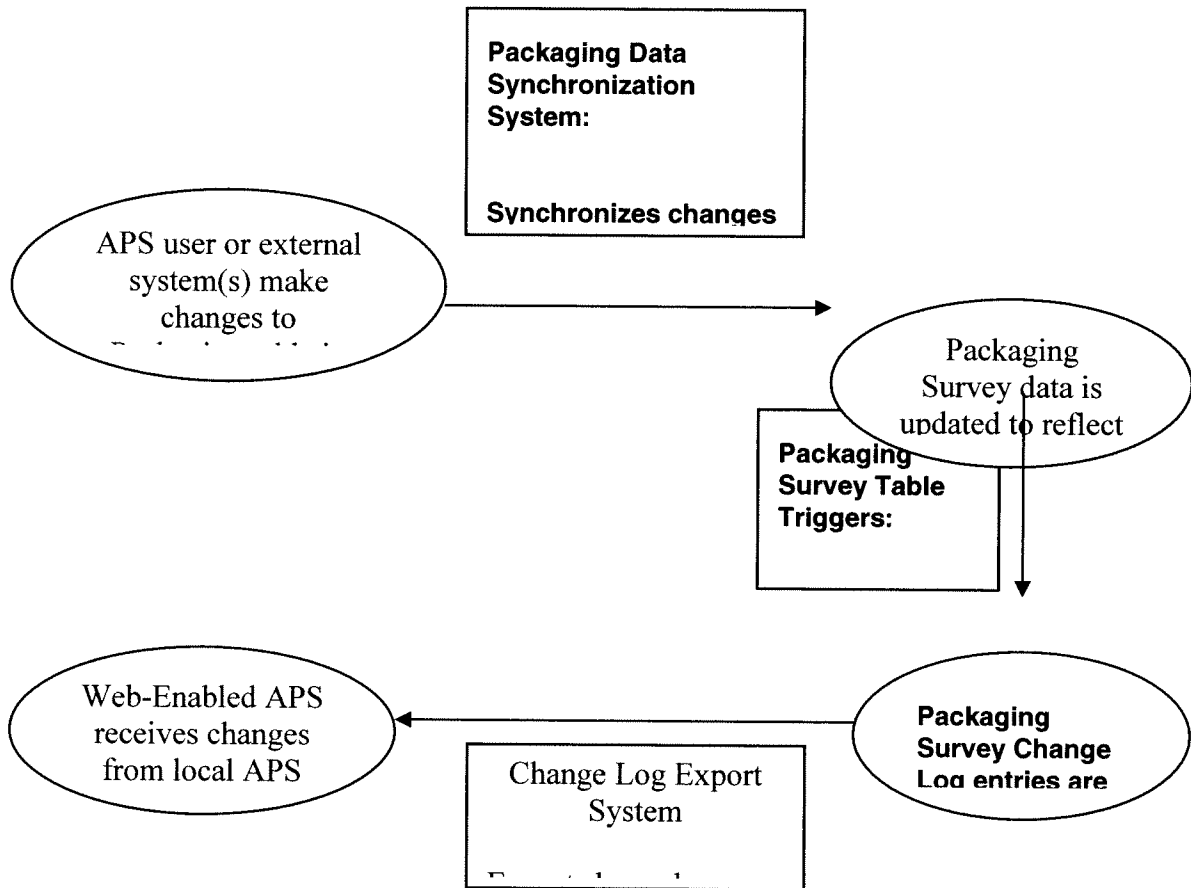 Packaging Data
Synchronization
System:
Synchronizes changes
APS user or external
system(s) make
changes to
Packaging
Survey data is
updated to reflect
Packaging
Survey Table
Triggers:
Web-Enabled APS
receives changes
from local APS
Packaging
Survey Change
Log entries are
Change Log Export
System